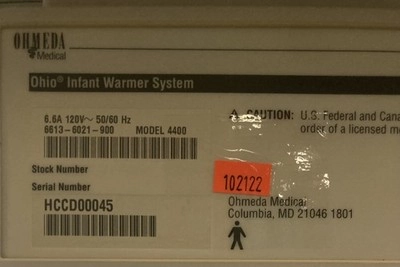 OHMEDA
Medical
Ohio® Infant Warmer System
6.6A 120V~ 50/60 Hz
6613-6021-900 MODEL 4400
CAUTION: U.S. Federal and
order of a licensed
Stock Number
Serial Number
HCCD00045
102122
Ohmeda Medical
Columbia, MD 21046 1801